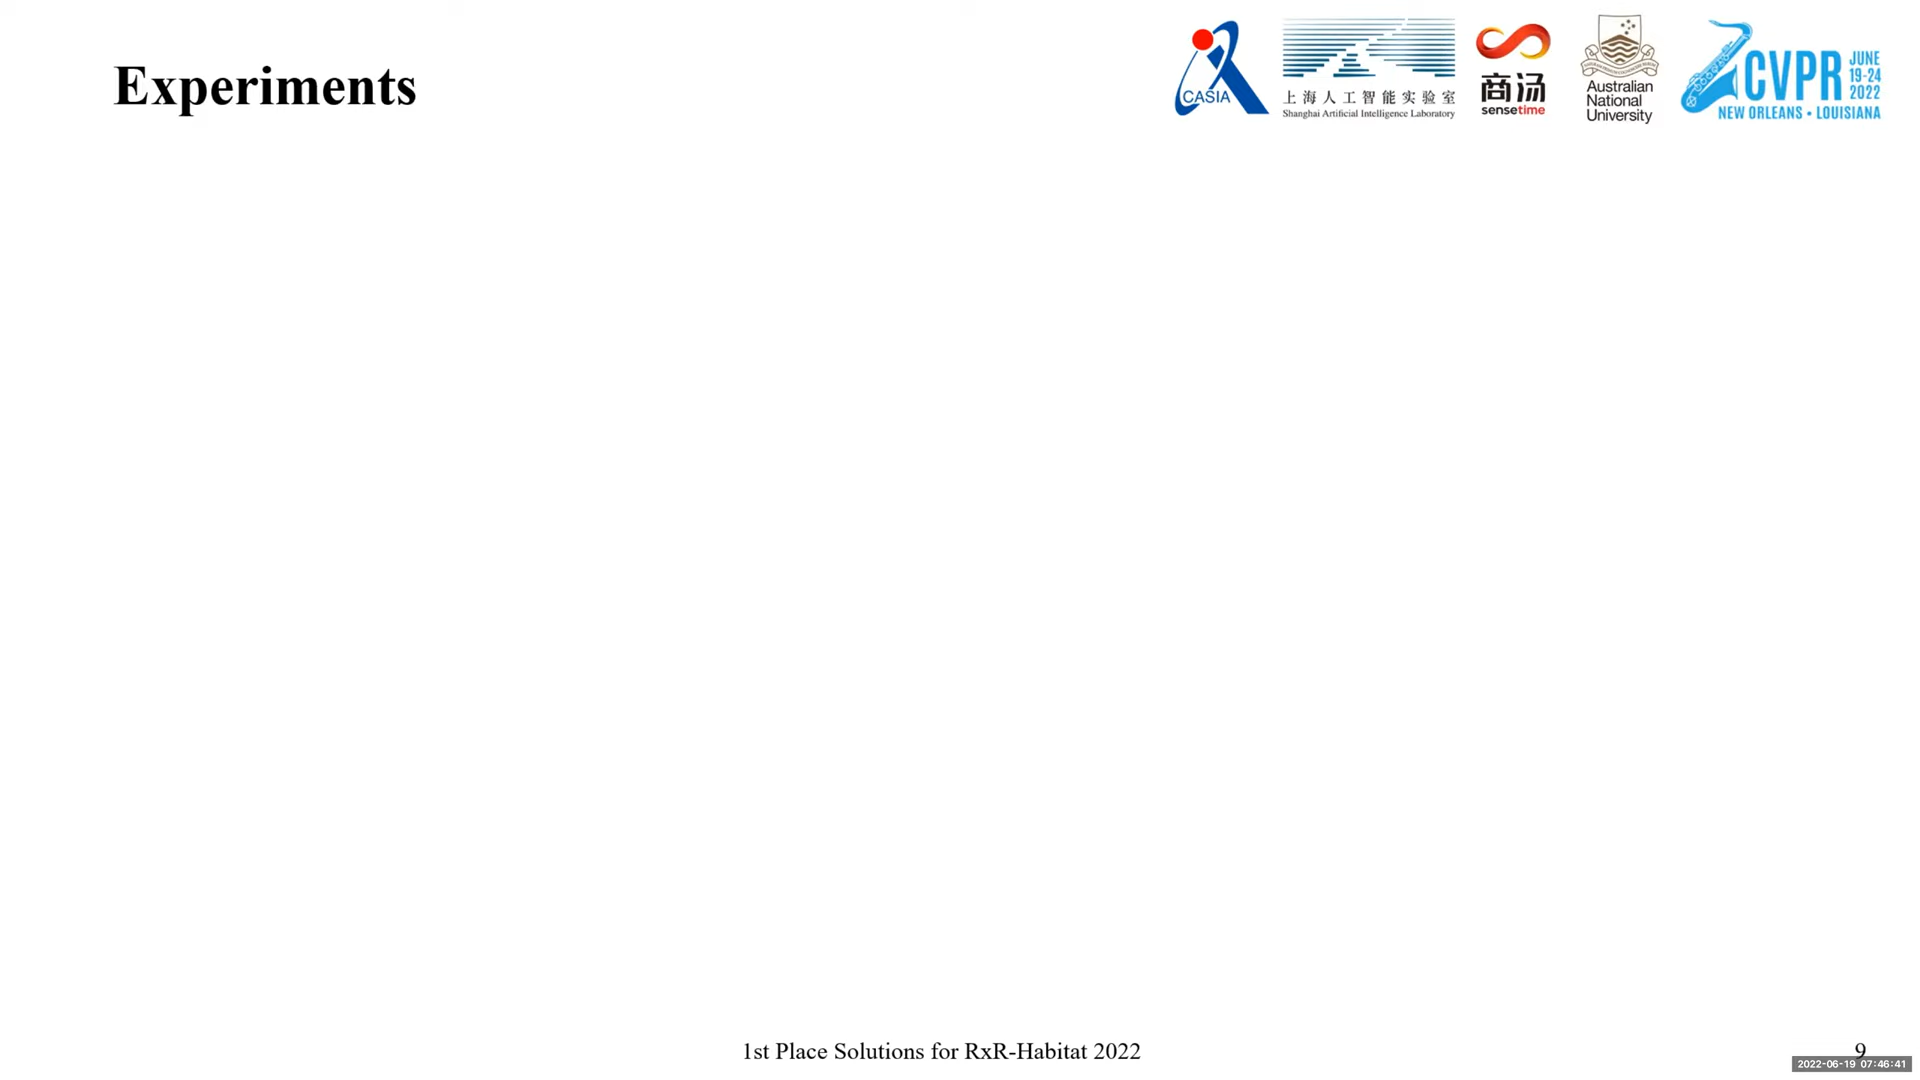 Experiments
CASIA
上海人工智能实验室
Shanghai Artificial Intelligence Laboratory
商汤
sensetime
Australian
National
University
CVPR
JUNE
19-24
2022
NEW ORLEANS • LOUISIANA
1st Place Solutions for RxR-Habitat 2022
9
2022-06-19 07:46:41